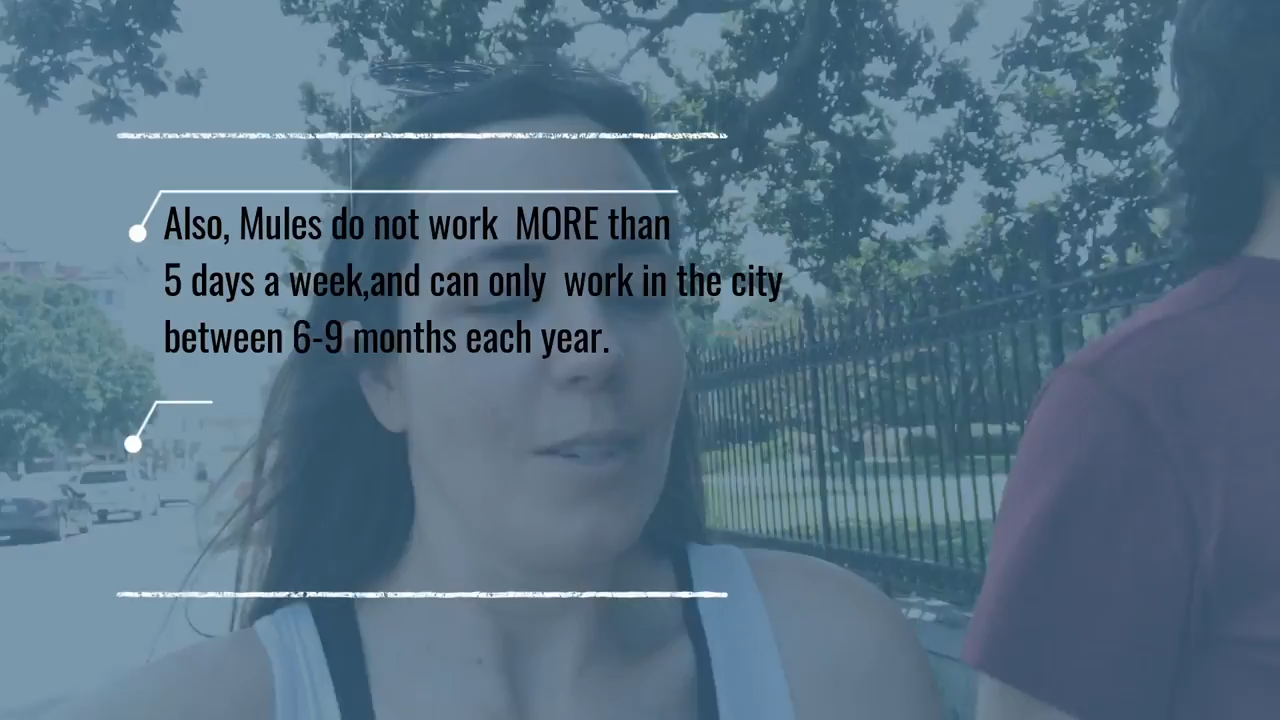 Also, Mules do not work  MORE than
5 days a week,and can only  work in the city
between 6-9 months each year.